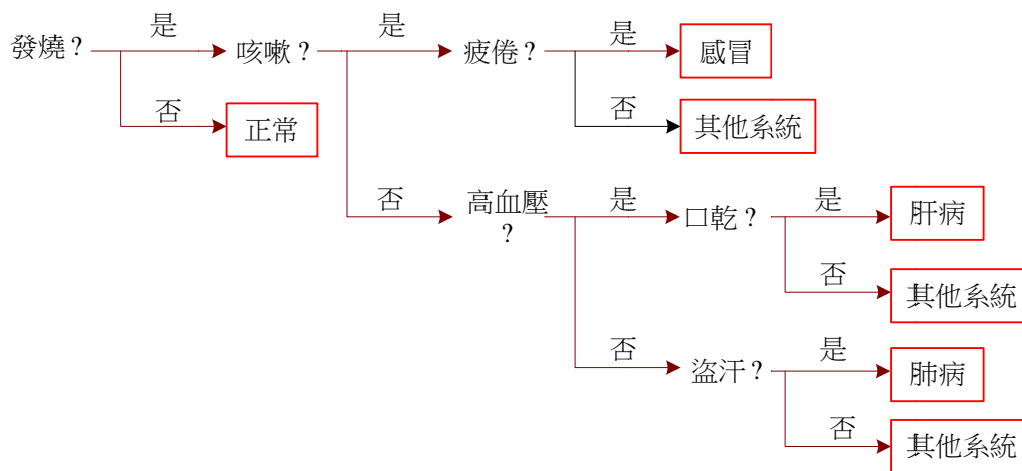 發燒？ 是 咳嗽？ 是 疲倦？ 是 感冒
否 正常 否 其他系統
否 高血壓？ 是 口乾？ 是 肝病
否 其他系統
否 盜汗？ 是 肺病
否 其他系統